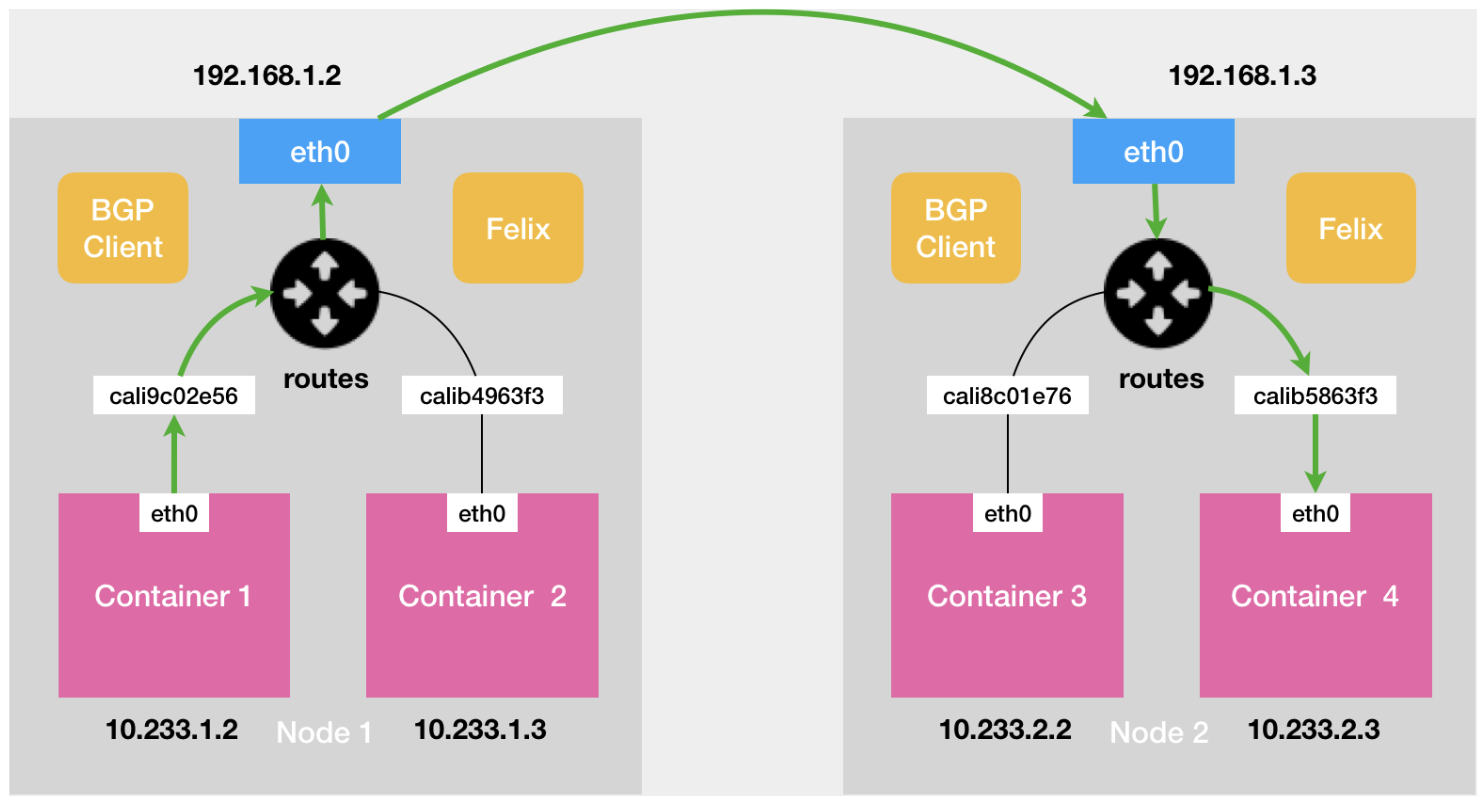 192.168.1.2
192.168.1.3
eth0
eth0
BGP
Client
Felix
BGP
Client
Felix
routes
routes
cali9c02e56
calib4963f3
cali8c01e76
calib5863f3
eth0
eth0
eth0
eth0
Container 1
Container 2
Container 3
Container 4
10.233.1.2
Node 1
10.233.1.3
10.233.2.2
Node 2
10.233.2.3